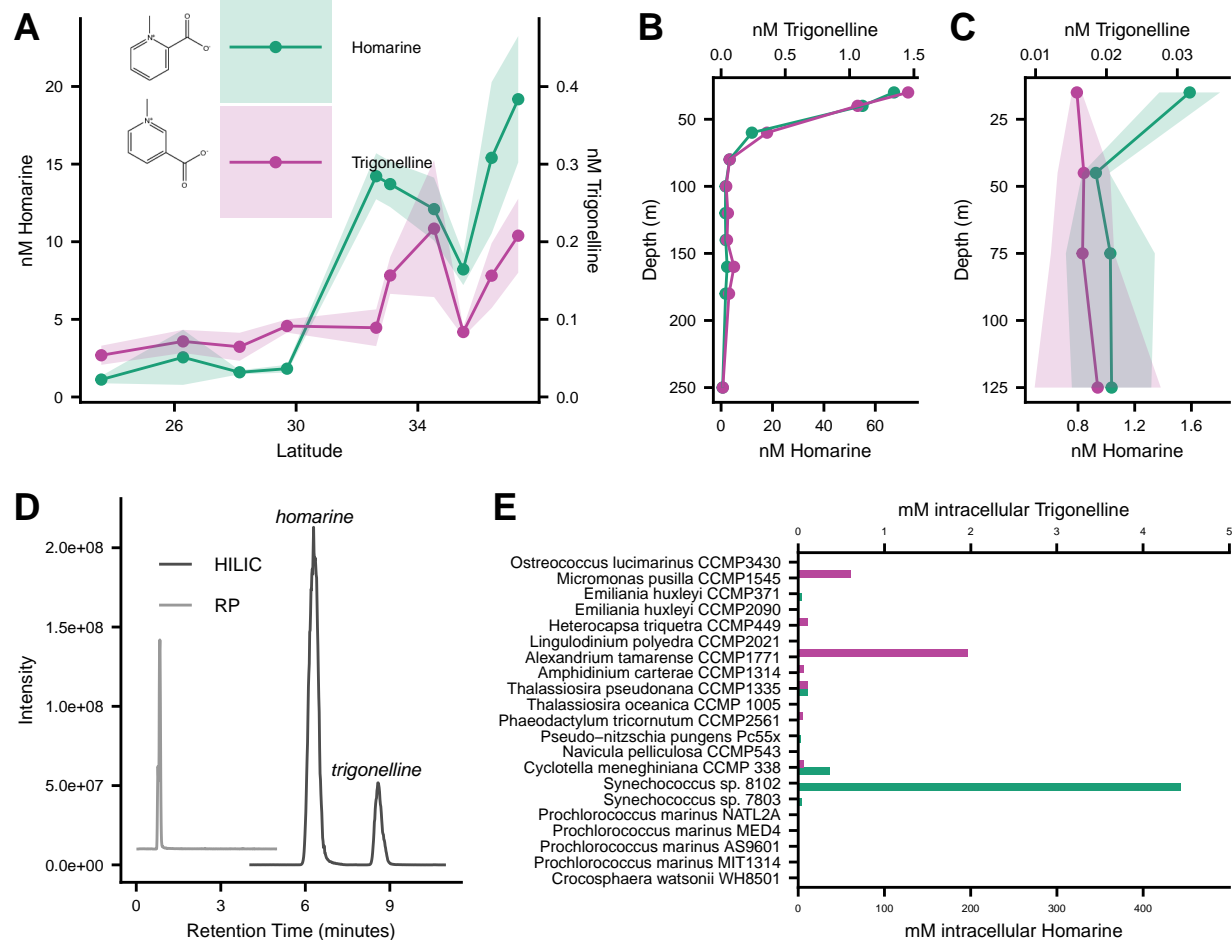 A
Homarine
Trigonelline
N⁺
O
O⁻
N⁺
O⁻
O
20
15
10
5
0
nM Homarine
0.4
0.3
0.2
0.1
0.0
nM Trigonelline
26
30
34
Latitude
B
nM Trigonelline
0.0
0.5
1.0
1.5
50
100
150
200
250
Depth (m)
0
20
40
60
nM Homarine
C
nM Trigonelline
0.01
0.02
0.03
25
50
75
100
125
Depth (m)
0.8
1.2
1.6
nM Homarine
D
homarine
trigonelline
HILIC
RP
2.0e+08
1.5e+08
1.0e+08
5.0e+07
0.0e+00
Intensity
0
3
6
9
Retention Time (minutes)
E
mM intracellular Trigonelline
0
1
2
3
4
5
Ostreococcus lucimarinus CCMP3430
Micromonas pusilla CCMP1545
Emiliania huxleyi CCMP371
Emiliania huxleyi CCMP2090
Heterocapsa triquetra CCMP449
Lingulodinium polyedra CCMP2021
Alexandrium tamarense CCMP1771
Amphidinium carterae CCMP1314
Thalassiosira pseudonana CCMP1335
Thalassiosira oceanica CCMP 1005
Phaeodactylum tricornutum CCMP2561
Pseudo−nitzschia pungens Pc55x
Navicula pelliculosa CCMP543
Cyclotella meneghiniana CCMP 338
Synechococcus sp. 8102
Synechococcus sp. 7803
Prochlorococcus marinus NATL2A
Prochlorococcus marinus MED4
Prochlorococcus marinus AS9601
Prochlorococcus marinus MIT1314
Crocosphaera watsonii WH8501
0
100
200
300
400
mM intracellular Homarine